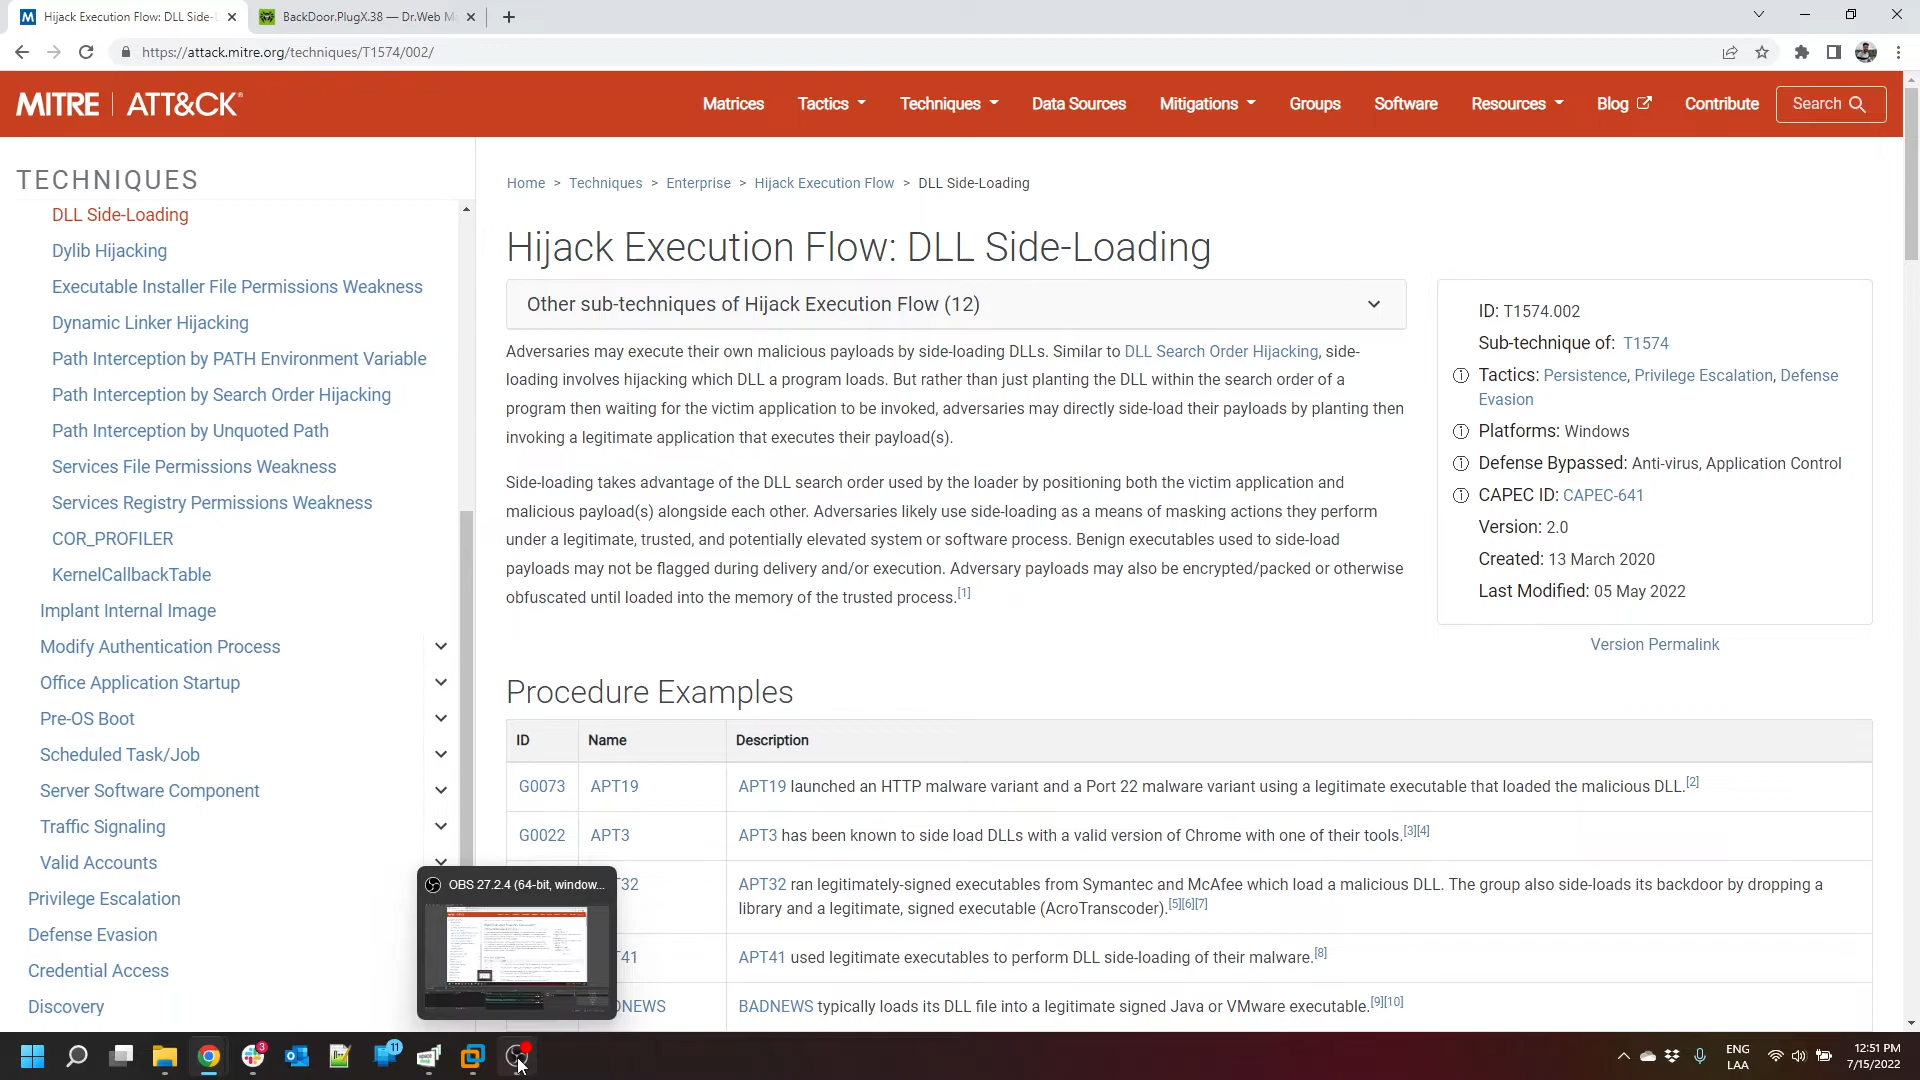 Hijack Execution Flow: DLL Side-L
BackDoor.PlugX.38 — Dr.Web M
https://attack.mitre.org/techniques/T1574/002/
MITRE | ATT&CK®
Matrices
Tactics
Techniques
Data Sources
Mitigations
Groups
Software
Resources
Blog
Contribute
Search
TECHNIQUES
DLL Side-Loading
Dylib Hijacking
Executable Installer File Permissions Weakness
Dynamic Linker Hijacking
Path Interception by PATH Environment Variable
Path Interception by Search Order Hijacking
Path Interception by Unquoted Path
Services File Permissions Weakness
Services Registry Permissions Weakness
COR_PROFILER
KernelCallbackTable
Implant Internal Image
Modify Authentication Process
Office Application Startup
Pre-OS Boot
Scheduled Task/Job
Server Software Component
Traffic Signaling
Valid Accounts
Privilege Escalation
Defense Evasion
Credential Access
Discovery
Home > Techniques > Enterprise > Hijack Execution Flow > DLL Side-Loading
Hijack Execution Flow: DLL Side-Loading
Other sub-techniques of Hijack Execution Flow (12)
Adversaries may execute their own malicious payloads by side-loading DLLs. Similar to DLL Search Order Hijacking, side-
loading involves hijacking which DLL a program loads. But rather than just planting the DLL within the search order of a
program then waiting for the victim application to be invoked, adversaries may directly side-load their payloads by planting then
invoking a legitimate application that executes their payload(s).
Side-loading takes advantage of the DLL search order used by the loader by positioning both the victim application and
malicious payload(s) alongside each other. Adversaries likely use side-loading as a means of masking actions they perform
under a legitimate, trusted, and potentially elevated system or software process. Benign executables used to side-load
payloads may not be flagged during delivery and/or execution. Adversary payloads may also be encrypted/packed or otherwise
obfuscated until loaded into the memory of the trusted process.[1]
ID: T1574.002
Sub-technique of: T1574
Tactics: Persistence, Privilege Escalation, Defense
Evasion
Platforms: Windows
Defense Bypassed: Anti-virus, Application Control
CAPEC ID: CAPEC-641
Version: 2.0
Created: 13 March 2020
Last Modified: 05 May 2022
Version Permalink
Procedure Examples
ID Name Description
G0073 APT19 APT19 launched an HTTP malware variant and a Port 22 malware variant using a legitimate executable that loaded the malicious DLL.[2]
G0022 APT3 APT3 has been known to side load DLLs with a valid version of Chrome with one of their tools.[3][4]
T32 APT32 ran legitimately-signed executables from Symantec and McAfee which load a malicious DLL. The group also side-loads its backdoor by dropping a
library and a legitimate, signed executable (AcroTranscoder).[5][6][7]
T41 APT41 used legitimate executables to perform DLL side-loading of their malware.[8]
DNEWS BADNEWS typically loads its DLL file into a legitimate signed Java or VMware executable.[9][10]
OBS 27.2.4 (64-bit, window...
3
11
ENG
LAA
12:51 PM
7/15/2022